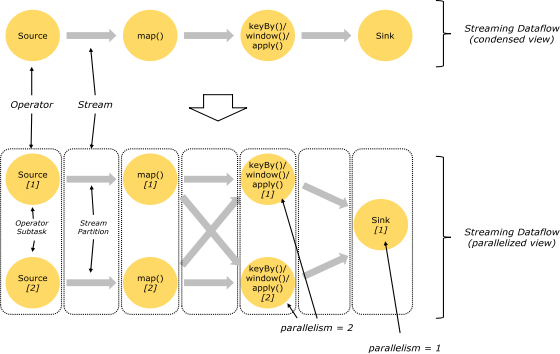 Source
map()
keyBy()/
window()/
apply()
Sink
Streaming Dataflow
(condensed view)
Operator
Stream
Source
[1]
map()
[1]
keyBy()/
window()/
apply()
[1]
Operator
Subtask
Stream
Partition
Sink
[1]
Streaming Dataflow
(parallelized view)
Source
[2]
map()
[2]
keyBy()/
window()/
apply()
[2]
parallelism = 2
parallelism = 1